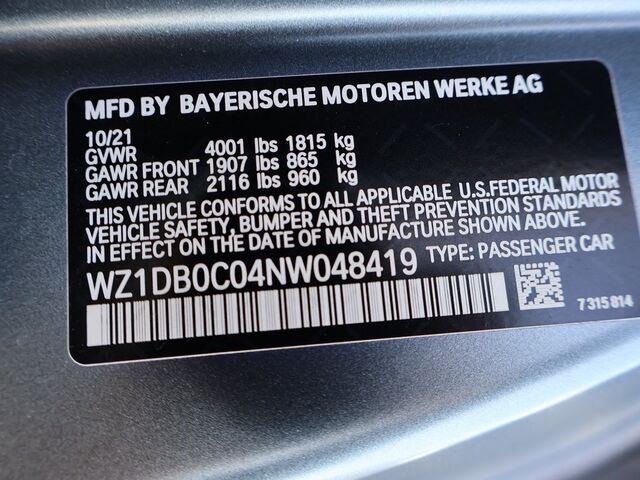 MFD BY BAYERISCHE MOTOREN WERKE AG
10/21
GVWR 4001 lbs 1815 kg
GAWR FRONT 1907 lbs 865 kg
GAWR REAR 2116 lbs 960 kg
THIS VEHICLE CONFORMS TO ALL APPLICABLE U.S.FEDERAL MOTOR
VEHICLE SAFETY, BUMPER AND THEFT PREVENTION STANDARDS
IN EFFECT ON THE DATE OF MANUFACTURE SHOWN ABOVE.
WZ1DB0C04NW048419 TYPE: PASSENGER CAR
7 315 814